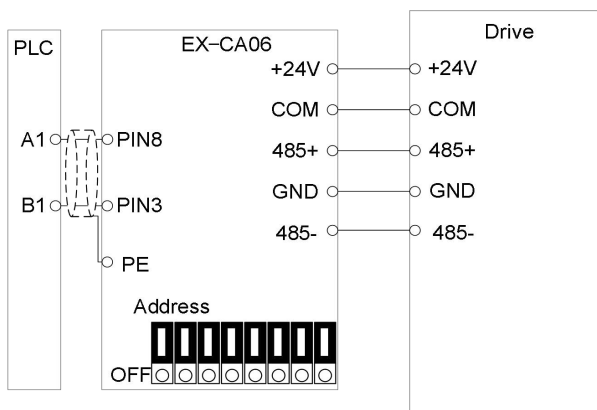 PLC
EX-CA06
Drive
+24V
+24V
COM
COM
A1
PIN8
485+
485+
GND
GND
B1
PIN3
485-
485-
PE
Address
OFF